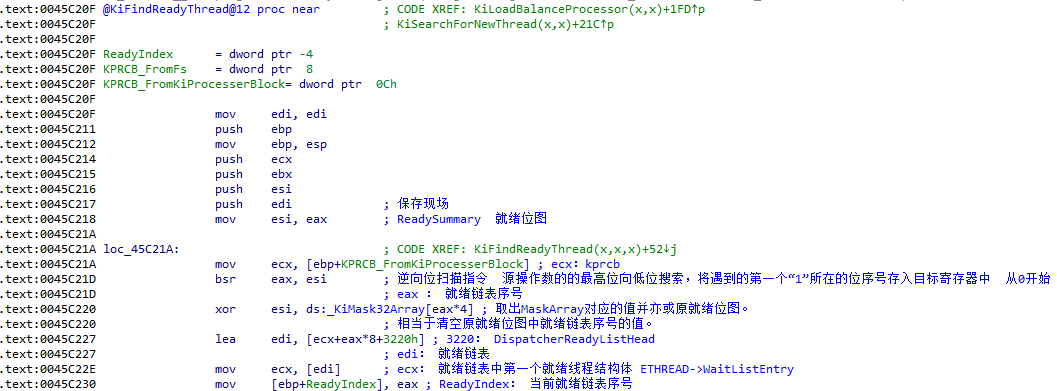 .text:0045C20F @KiFindReadyThread@12 proc near ; CODE XREF: KiLoadBalanceProcessor(x,x)+1FD↑p
.text:0045C20F ; KiSearchForNewThread(x,x)+21C↑p
.text:0045C20F
.text:0045C20F ReadyIndex = dword ptr -4
.text:0045C20F KPRCB_FromFs = dword ptr 8
.text:0045C20F KPRCB_FromKiProcesserBlock= dword ptr 0Ch
.text:0045C20F
.text:0045C20F mov edi, edi
.text:0045C211 push ebp
.text:0045C212 mov ebp, esp
.text:0045C214 push ecx
.text:0045C215 push ebx
.text:0045C216 push esi
.text:0045C217 push edi ; 保存现场
.text:0045C218 mov esi, eax ; ReadySummary 就绪位图
.text:0045C21A
.text:0045C21A loc_45C21A: ; CODE XREF: KiFindReadyThread(x,x,x)+52↓j
.text:0045C21A mov ecx, [ebp+KPRCB_FromKiProcesserBlock] ; ecx：kprcb
.text:0045C21D bsr eax, esi ; 逆向位扫描指令 源操作数的的最高位向低位搜索，将遇到的第一个“1”所在的位序号存入目标寄存器中 从0开始
.text:0045C21D ; eax ： 就绪链表序号
.text:0045C220 xor esi, ds:_KiMask32Array[eax*4] ; 取出MaskArray对应的值并亦或原就绪位图。
.text:0045C220 ; 相当于清空原就绪位图中就绪链表序号的值。
.text:0045C227 lea edi, [ecx+eax*8+3220h] ; 3220： DispatcherReadyListHead
.text:0045C227 ; edi： 就绪链表
.text:0045C22E mov ecx, [edi] ; ecx： 就绪链表中第一个就绪线程结构体 ETHREAD->WaitListEntry
.text:0045C230 mov [ebp+ReadyIndex], eax ; ReadyIndex： 当前就绪链表序号